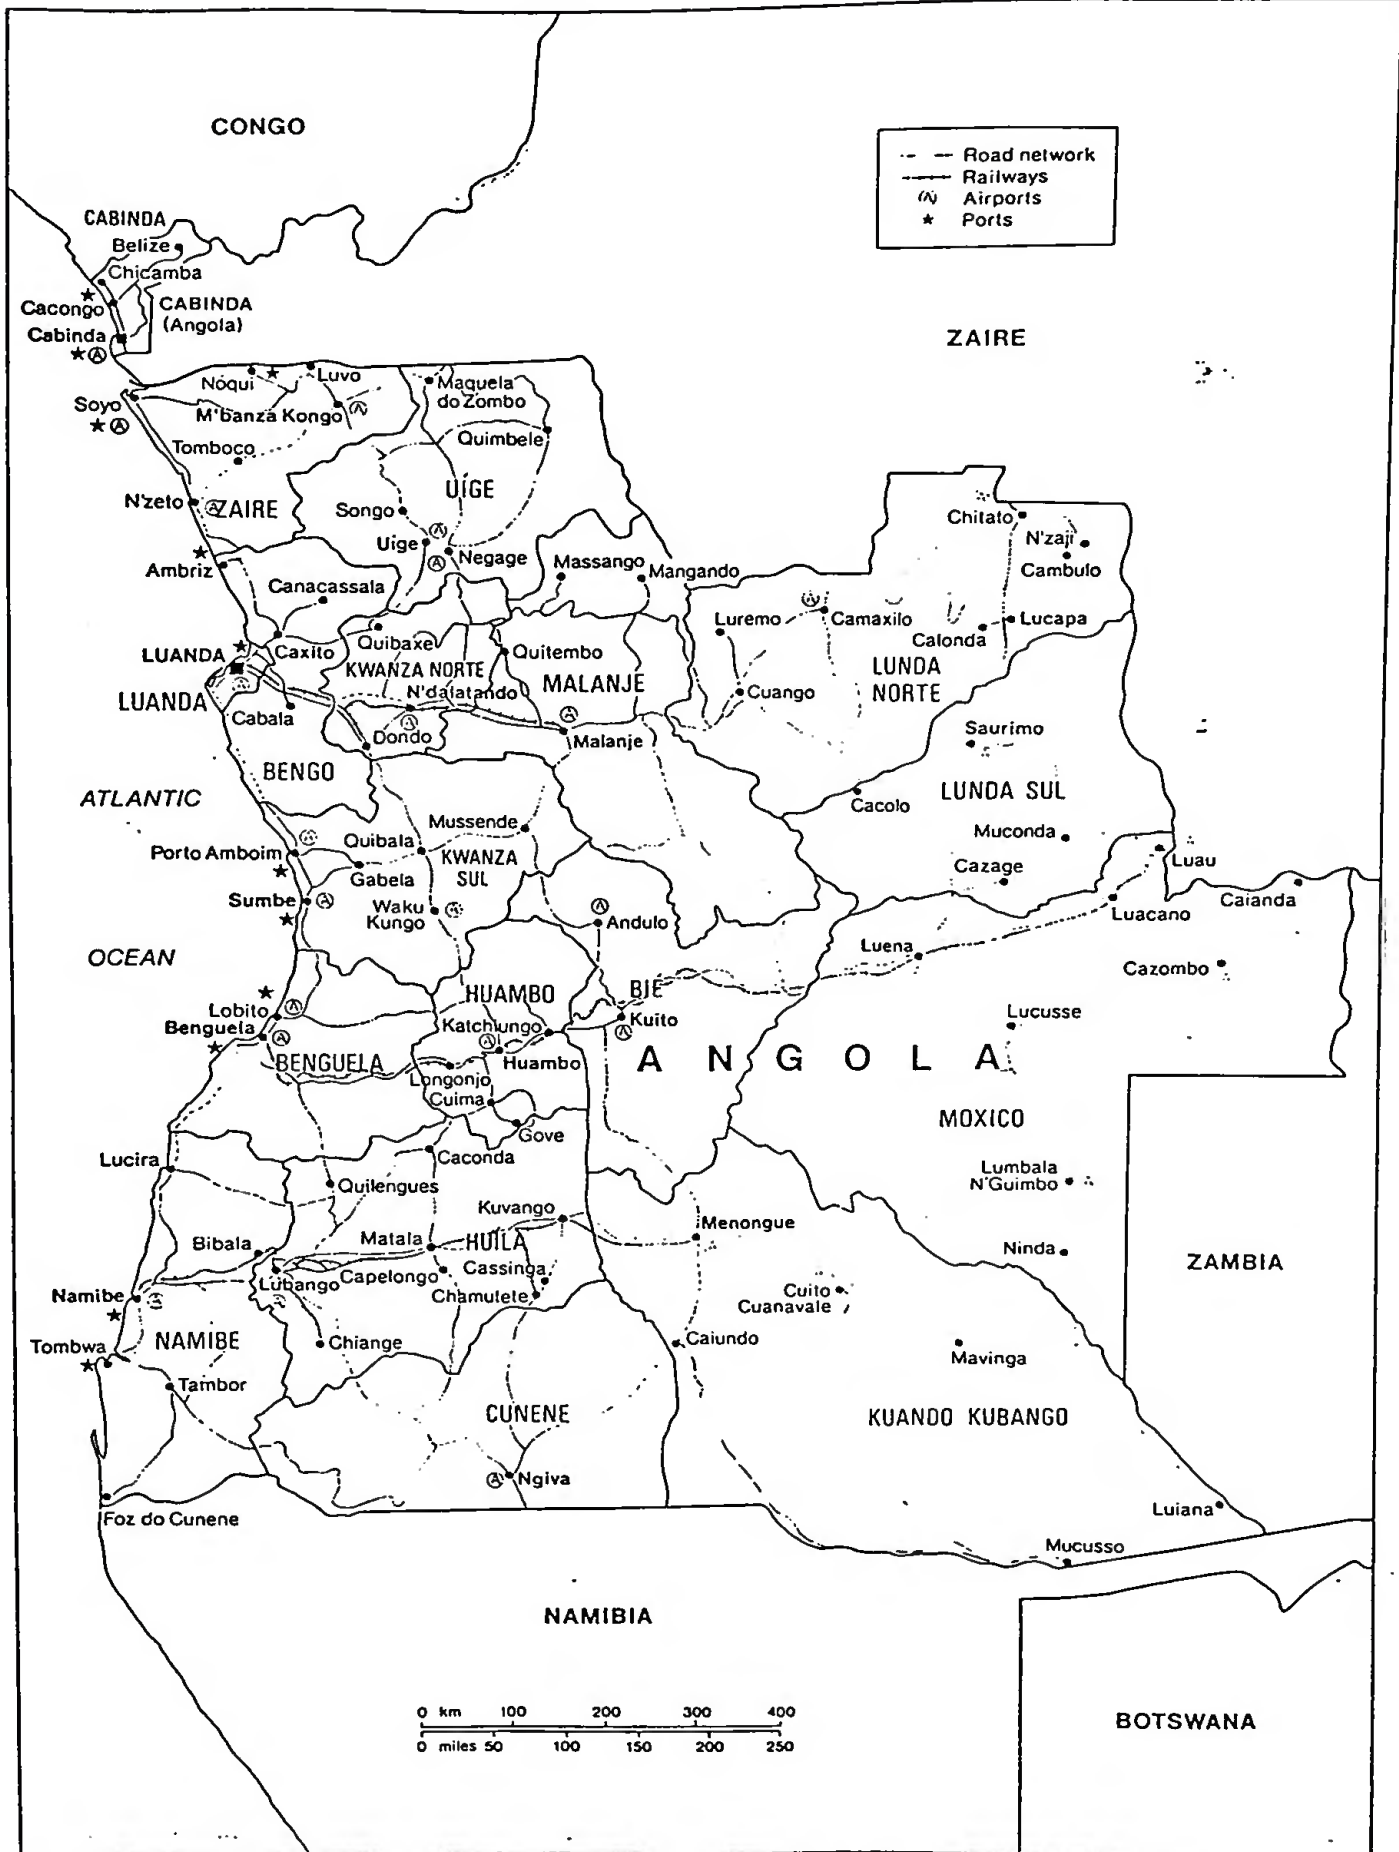 CONGO
Road network
Railways
Airports
Ports
CABINDA
Belize
Chicamba
Cacongo
CABINDA
(Angola)
Cabinda
ZAIRE
Nóqui
Luvo
Maquela
do Zombo
Soyo
M'banza Kongo
Quimbele
Tomboco
UÍGE
N'zeto
ZAIRE
Songo
Chitato
N'zaji
Uíge
Negage
Cambulo
Ambriz
Massango
Mangando
Canacassala
Luremo
Camaxilo
Lucapa
Calonda
Quibaxe
LUANDA
Caxito
KWANZA NORTE
Quitembo
LUNDA
NORTE
MALANJE
N'dalatando
Cuango
LUANDA
Cabala
Dondo
Malanje
Saurimo
BENGO
ATLANTIC
LUNDA SUL
Cacolo
Mussende
Muconda
Porto Amboim
Quibala
KWANZA
SUL
Luau
Gabela
Cazage
Sumbe
Waku
Kungo
Andulo
Luacano
Caianda
Luena
OCEAN
Cazombo
HUAMBO
BIE
Lobito
Katchiungo
Kuito
Lucusse
Benguela
BENGUELA
Huambo
ANGOLA
Longonjo
Cuima
MOXICO
Gove
Lucira
Caconda
Lumbala
N'Guimbo
Quilengues
Kuvango
Menongue
Bibala
Matala
HUÍLA
Ninda
ZAMBIA
Lubango
Capelongo
Cassinga
Cuito
Cuanavale
Namibe
Chamutete
Tombwa
NAMIBE
Chiange
Caiundo
Mavinga
Tambor
CUNENE
KUANDO KUBANGO
Ngiva
Luiana
Foz do Cunene
Mucusso
NAMIBIA
0 km 100 200 300 400
0 miles 50 100 150 200 250
BOTSWANA